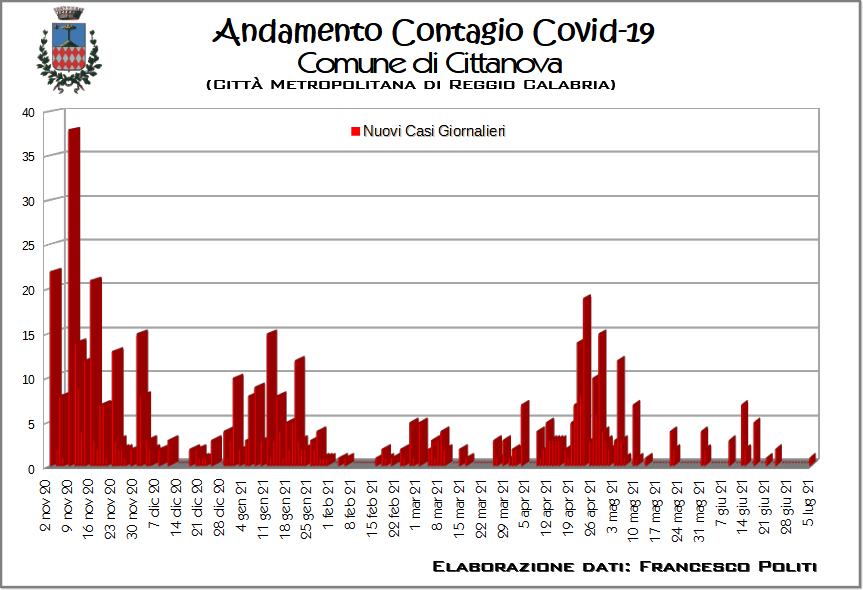 Andamento Contagio Covid-19
Comune di Cittanova
(Città Metropolitana di Reggio Calabria)
Nuovi Casi Giornalieri
40
35
30
25
20
15
10
5
0
2 nov 20
9 nov 20
16 nov 20
23 nov 20
30 nov 20
7 dic 20
14 dic 20
21 dic 20
28 dic 20
4 gen 21
11 gen 21
18 gen 21
25 gen 21
1 feb 21
8 feb 21
15 feb 21
22 feb 21
1 mar 21
8 mar 21
15 mar 21
22 mar 21
29 mar 21
5 apr 21
12 apr 21
19 apr 21
26 apr 21
3 mag 21
10 mag 21
17 mag 21
24 mag 21
31 mag 21
7 giu 21
14 giu 21
21 giu 21
28 giu 21
5 lug 21
Elaborazione dati: Francesco Politi